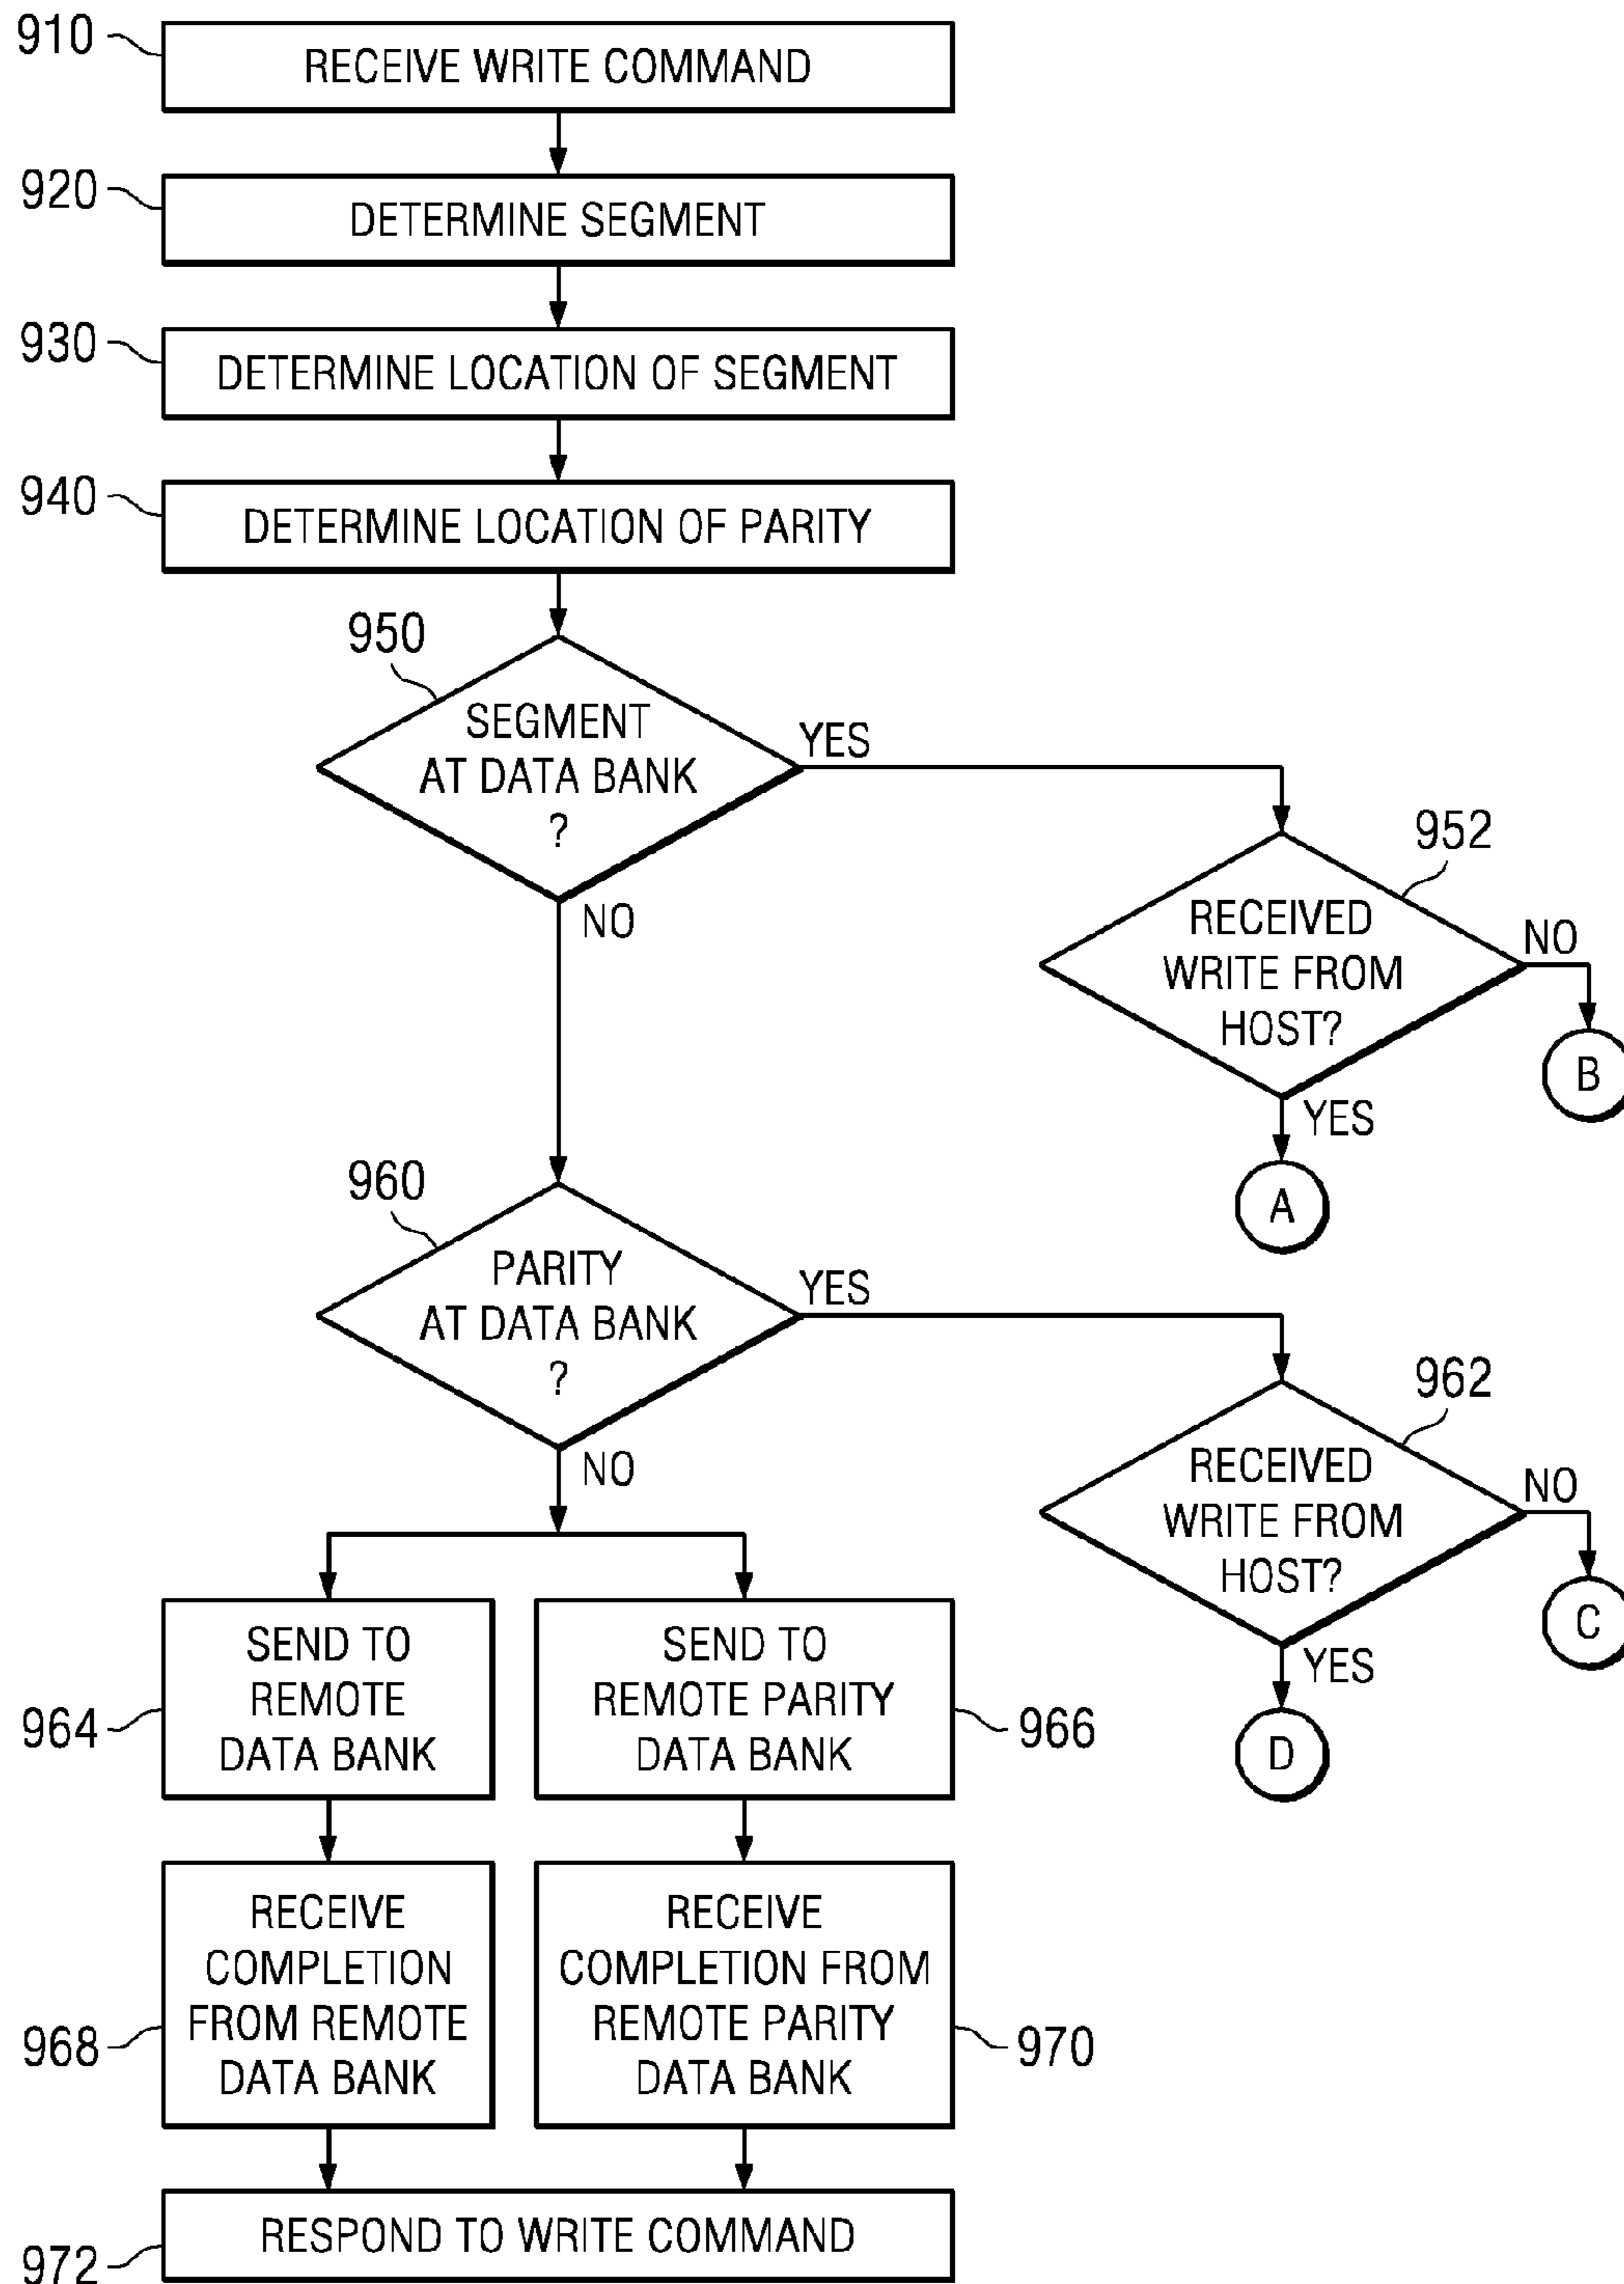 910
RECEIVE WRITE COMMAND
920
DETERMINE SEGMENT
930
DETERMINE LOCATION OF SEGMENT
940
DETERMINE LOCATION OF PARITY
950
SEGMENT
AT DATA BANK
?
YES
NO
952
RECEIVED
WRITE FROM
HOST?
NO
B
YES
A
960
PARITY
AT DATA BANK
?
YES
NO
962
RECEIVED
WRITE FROM
HOST?
NO
C
YES
D
964
SEND TO
REMOTE
DATA BANK
SEND TO
REMOTE PARITY
DATA BANK
966
968
RECEIVE
COMPLETION
FROM REMOTE
DATA BANK
RECEIVE
COMPLETION FROM
REMOTE PARITY
DATA BANK
970
972
RESPOND TO WRITE COMMAND